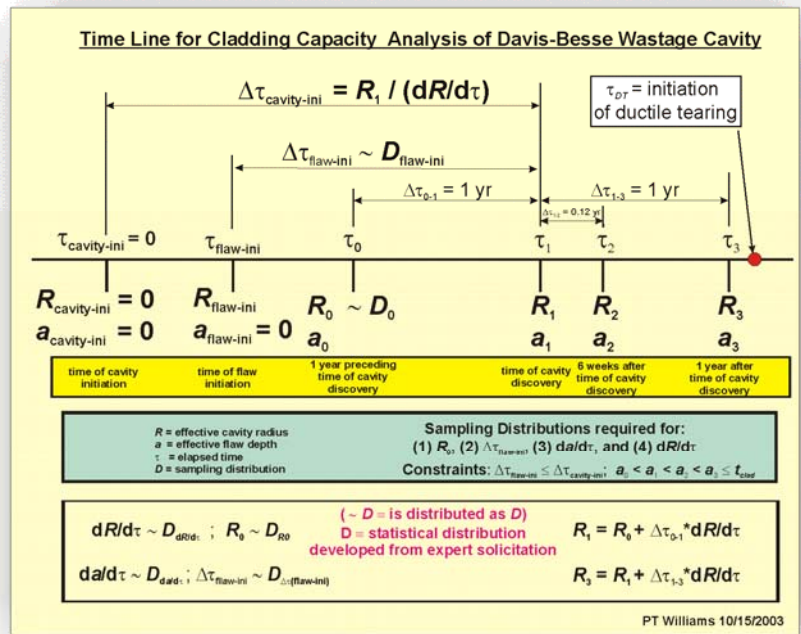 Time Line for Cladding Capacity Analysis of Davis-Besse Wastage Cavity
Δτcavity-ini = R1 / (dR/dτ)
τDT = initiation
of ductile tearing
Δτflaw-ini ~ Dflaw-ini
Δτ0-1 = 1 yr
Δτ1-3 = 1 yr
Δτ1-2 = 0.12 yr
τcavity-ini = 0
τflaw-ini
τ0
τ1
τ2
τ3
Rcavity-ini = 0
Rflaw-ini
R0 ~ D0
R1
R2
R3
acavity-ini = 0
aflaw-ini = 0
a0
a1
a2
a3
time of cavity
initiation
time of flaw
initiation
1 year preceding
time of cavity
discovery
time of cavity
discovery
6 weeks after
time of cavity
discovery
1 year after
time of cavity
discovery
R = effective cavity radius
a = effective flaw depth
τ = elapsed time
D = sampling distribution
Sampling Distributions required for:
(1) R0, (2) Δτflaw-ini, (3) da/dτ, and (4) dR/dτ
Constraints: Δτflaw-ini ≤ Δτcavity-ini; a0 < a1 < a2 < a3 ≤ tclad
dR/dτ ~ DdR/dτ ; R0 ~ DR0
da/dτ ~ Dda/dτ ; Δτflaw-ini ~ DΔτ(flaw-ini)
(~ D = is distributed as D)
D = statistical distribution
developed from expert solicitation
R1 = R0 + Δτ0-1*dR/dτ
R3 = R1 + Δτ1-3*dR/dτ
PT Williams 10/15/2003